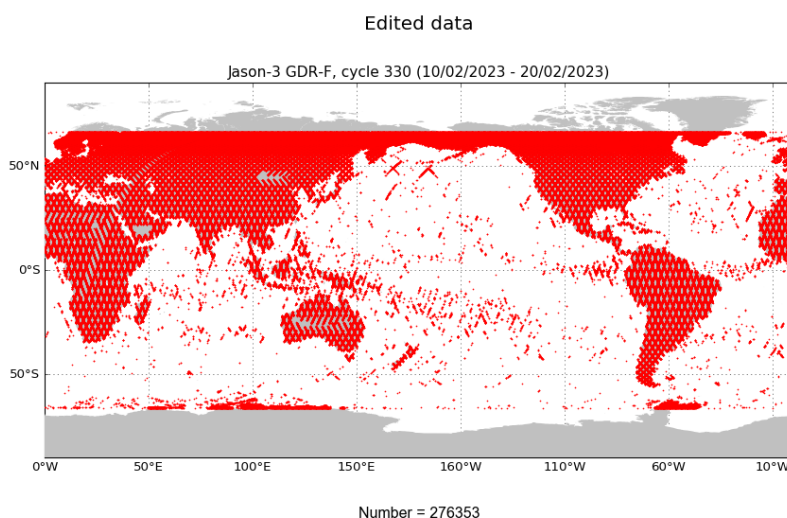 Edited data
Jason-3 GDR-F, cycle 330 (10/02/2023 - 20/02/2023)
50°N
0°S
50°S
0°W 50°E 100°E 150°E 160°W 110°W 60°W 10°W
Number = 276353